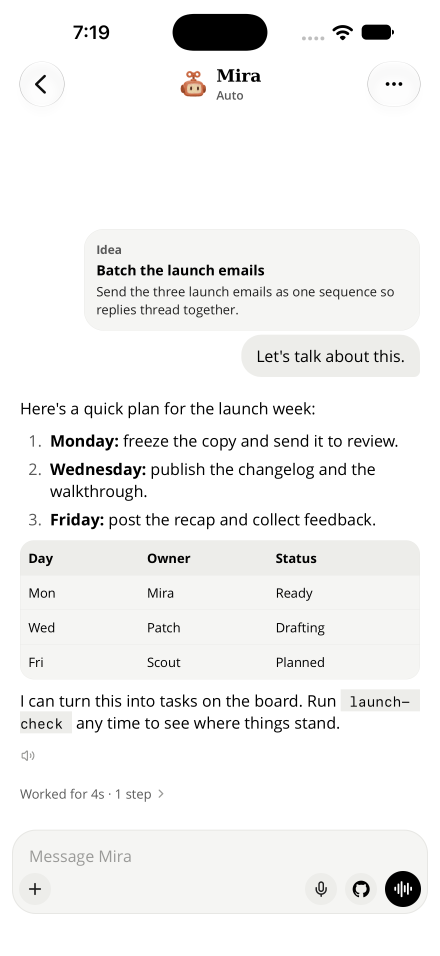 7:19
Mira
Auto
Idea
Batch the launch emails
Send the three launch emails as one sequence so
replies thread together.
Let's talk about this.
Here's a quick plan for the launch week:
1. Monday: freeze the copy and send it to review.
2. Wednesday: publish the changelog and the
walkthrough.
3. Friday: post the recap and collect feedback.
Day Owner Status
Mon Mira Ready
Wed Patch Drafting
Fri Scout Planned
I can turn this into tasks on the board. Run launch-
check any time to see where things stand.
Worked for 4s · 1 step
Message Mira